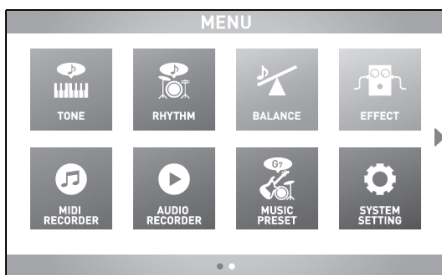 MENU
TONE
RHYTHM
BALANCE
EFFECT
MIDI
RECORDER
AUDIO
RECORDER
G7
MUSIC
PRESET
SYSTEM
SETTING